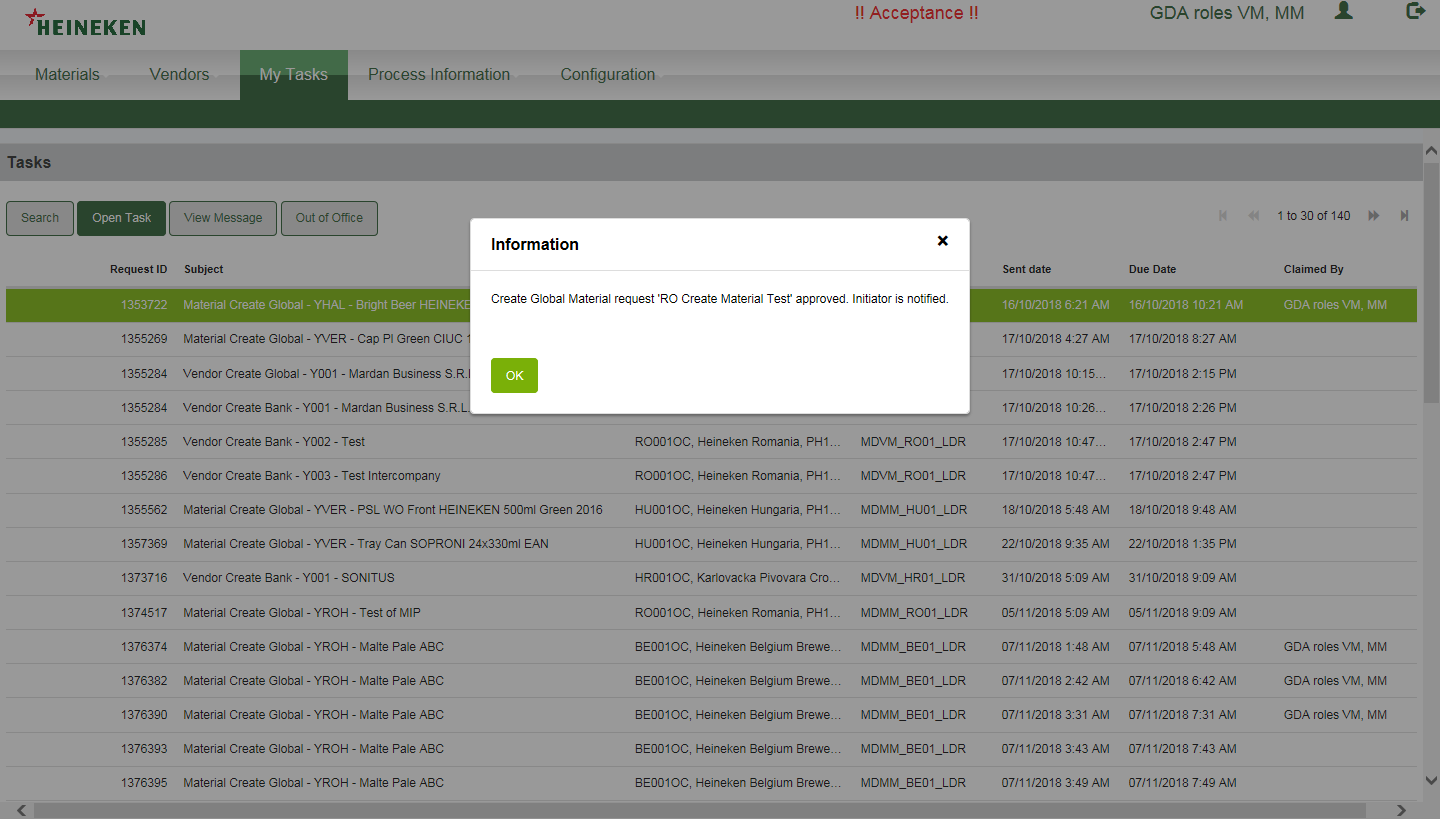 HEINEKEN
!! Acceptance !!
GDA roles VM, MM
Materials
Vendors
My Tasks
Process Information
Configuration
Tasks
Search
Open Task
View Message
Out of Office
1 to 30 of 140
Request ID Subject Sent date Due Date Claimed By
1353722 Material Create Global - YHAL - Bright Beer HEINEKE 16/10/2018 6:21 AM 16/10/2018 10:21 AM GDA roles VM, MM
1355269 Material Create Global - YVER - Cap Pl Green CIUC 17/10/2018 4:27 AM 17/10/2018 8:27 AM
1355284 Vendor Create Global - Y001 - Mardan Business S.R. 17/10/2018 10:15... 17/10/2018 2:15 PM
1355284 Vendor Create Bank - Y001 - Mardan Business S.R.L. 17/10/2018 10:26... 17/10/2018 2:26 PM
1355285 Vendor Create Bank - Y002 - Test RO001OC, Heineken Romania, PH1... MDVM_RO01_LDR 17/10/2018 10:47... 17/10/2018 2:47 PM
1355286 Vendor Create Bank - Y003 - Test Intercompany RO001OC, Heineken Romania, PH1... MDVM_RO01_LDR 17/10/2018 10:47... 17/10/2018 2:47 PM
1355562 Material Create Global - YVER - PSL WO Front HEINEKEN 500ml Green 2016 HU001OC, Heineken Hungaria, PH1... MDMM_HU01_LDR 18/10/2018 5:48 AM 18/10/2018 9:48 AM
1357369 Material Create Global - YVER - Tray Can SOPRONI 24x330ml EAN HU001OC, Heineken Hungaria, PH1... MDMM_HU01_LDR 22/10/2018 9:35 AM 22/10/2018 1:35 PM
1373716 Vendor Create Bank - Y001 - SONITUS HR001OC, Karlovacka Pivovara Cro... MDVM_HR01_LDR 31/10/2018 5:09 AM 31/10/2018 9:09 AM
1374517 Material Create Global - YROH - Test of MIP RO001OC, Heineken Romania, PH1... MDMM_RO01_LDR 05/11/2018 5:09 AM 05/11/2018 9:09 AM
1376374 Material Create Global - YROH - Malte Pale ABC BE001OC, Heineken Belgium Brewe... MDMM_BE01_LDR 07/11/2018 1:48 AM 07/11/2018 5:48 AM GDA roles VM, MM
1376382 Material Create Global - YROH - Malte Pale ABC BE001OC, Heineken Belgium Brewe... MDMM_BE01_LDR 07/11/2018 2:42 AM 07/11/2018 6:42 AM GDA roles VM, MM
1376390 Material Create Global - YROH - Malte Pale ABC BE001OC, Heineken Belgium Brewe... MDMM_BE01_LDR 07/11/2018 3:31 AM 07/11/2018 7:31 AM GDA roles VM, MM
1376393 Material Create Global - YROH - Malte Pale ABC BE001OC, Heineken Belgium Brewe... MDMM_BE01_LDR 07/11/2018 3:43 AM 07/11/2018 7:43 AM
1376395 Material Create Global - YROH - Malte Pale ABC BE001OC, Heineken Belgium Brewe... MDMM_BE01_LDR 07/11/2018 3:49 AM 07/11/2018 7:49 AM
Information
Create Global Material request 'RO Create Material Test' approved. Initiator is notified.
OK